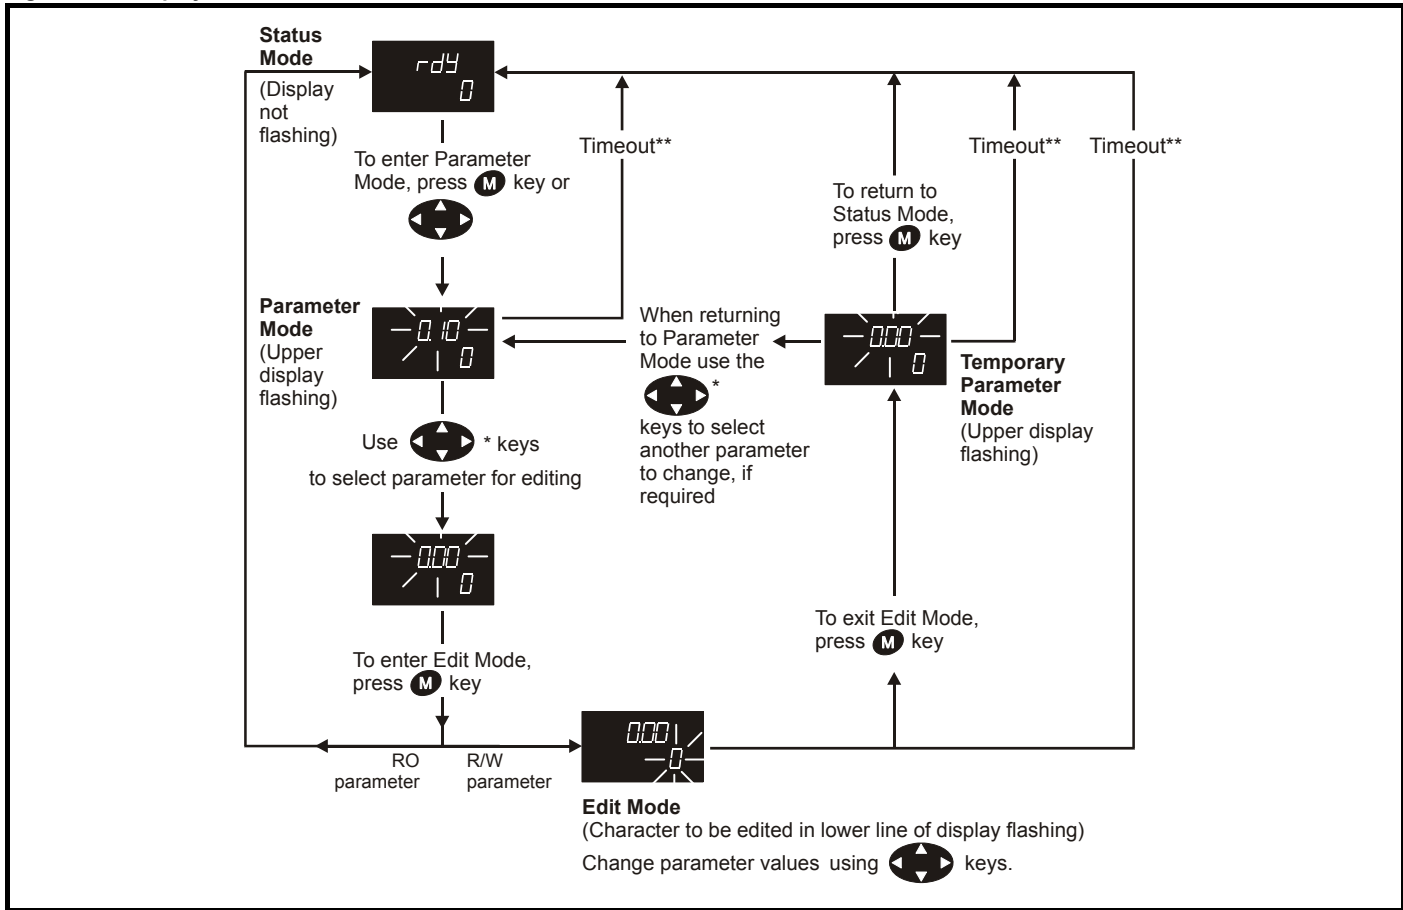 Status
Mode
(Display
not
flashing)
rdy
0
To enter Parameter
Mode, press M key or
Timeout**
Timeout**
Timeout**
To return to
Status Mode,
press M key
Parameter
Mode
(Upper
display
flashing)
0.10
0
When returning
to Parameter
Mode use the
*
keys to select
another parameter
to change, if
required
0.00
0
Temporary
Parameter
Mode
(Upper display
flashing)
Use * keys
to select parameter for editing
0.00
0
To enter Edit Mode,
press M key
To exit Edit Mode,
press M key
RO
parameter
R/W
parameter
0.00
0
Edit Mode
(Character to be edited in lower line of display flashing)
Change parameter values using keys.